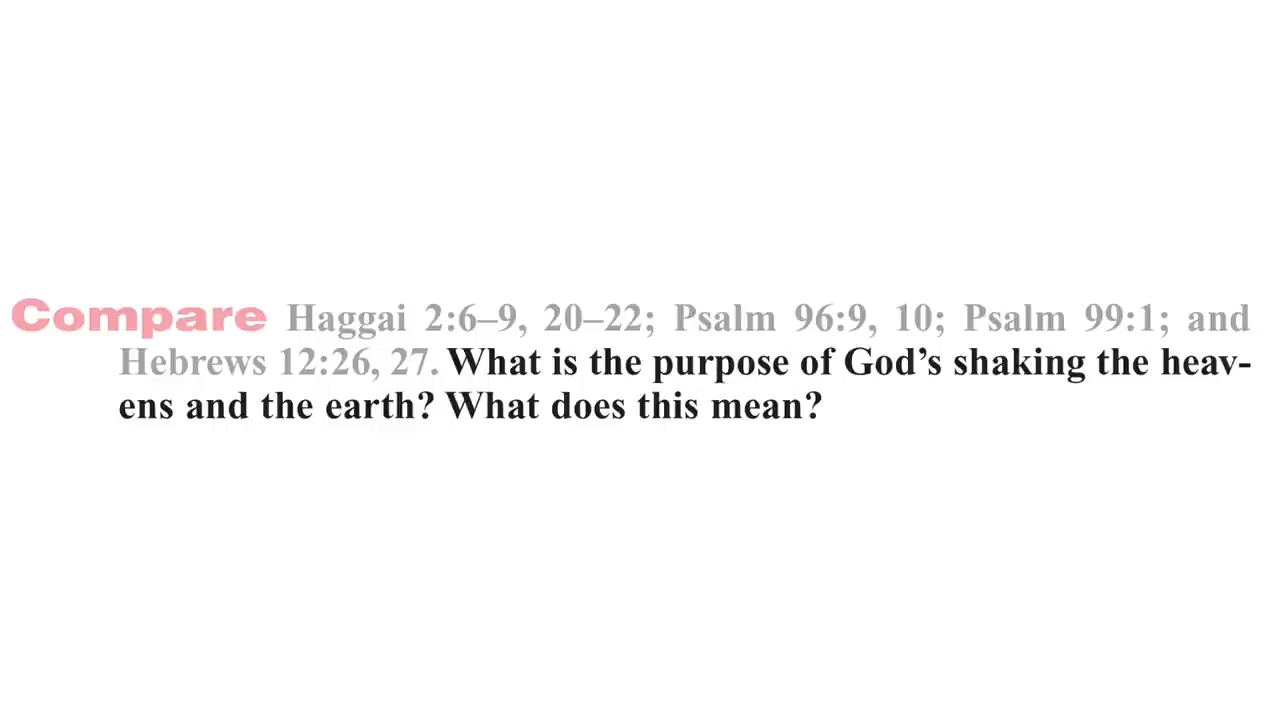 Compare Haggai 2:6–9, 20–22; Psalm 96:9, 10; Psalm 99:1; and
Hebrews 12:26, 27. What is the purpose of God’s shaking the heav-
ens and the earth? What does this mean?